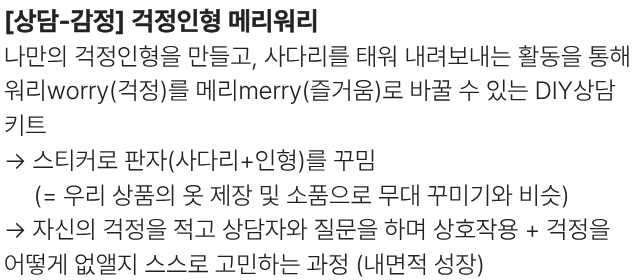 [상담-감정] 걱정인형 메리워리
나만의 걱정인형을 만들고, 사다리를 태워 내려보내는 활동을 통해
워리worry(걱정)를 메리merry(즐거움)로 바꿀 수 있는 DIY상담
키트
→ 스티커로 판자(사다리+인형)를 꾸밈
(= 우리 상품의 옷 제장 및 소품으로 무대 꾸미기와 비슷)
→ 자신의 걱정을 적고 상담자와 질문을 하며 상호작용 + 걱정을
어떻게 없앨지 스스로 고민하는 과정 (내면적 성장)